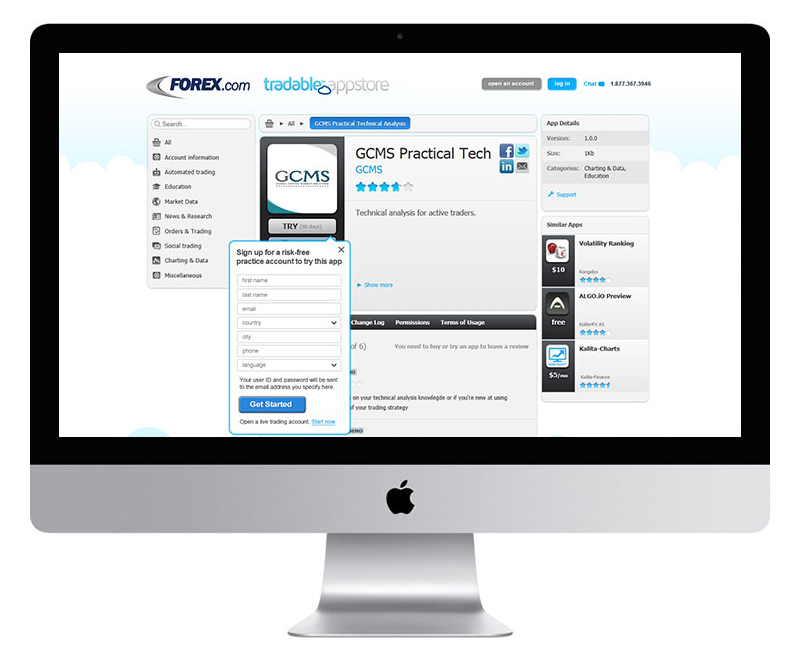 FOREX.com
tradable appstore
open an account
log in
Chat
1.877.367.3946
Search...
All
Account information
Automated trading
Education
Market Data
News & Research
Orders & Trading
Social trading
Charting & Data
Miscellaneous
All
GCMS Practical Technical Analysis
GCMS
TRY (90 days)
GCMS Practical Tech
GCMS
f
in
Technical analysis for active traders.
Show more
Sign up for a risk-free
practice account to try this app
first name
last name
email
country
city
phone
language
Your user ID and password will be sent
to the email address you specify here.
Get Started
Open a live trading account. Start now
Change Log
Permissions
Terms of Usage
of 6)
You need to buy or try an app to leave a review
on your technical analysis knowlegde or if you're new at using
of your trading strategy
App Details
Version: 1.0.0
Size: 1Kb
Categories: Charting & Data,
Education
Support
Similar Apps
Volatility Ranking
$10
ALGO.iO Preview
free
Kalita-Charts
$5/mo
Kalita-Finance